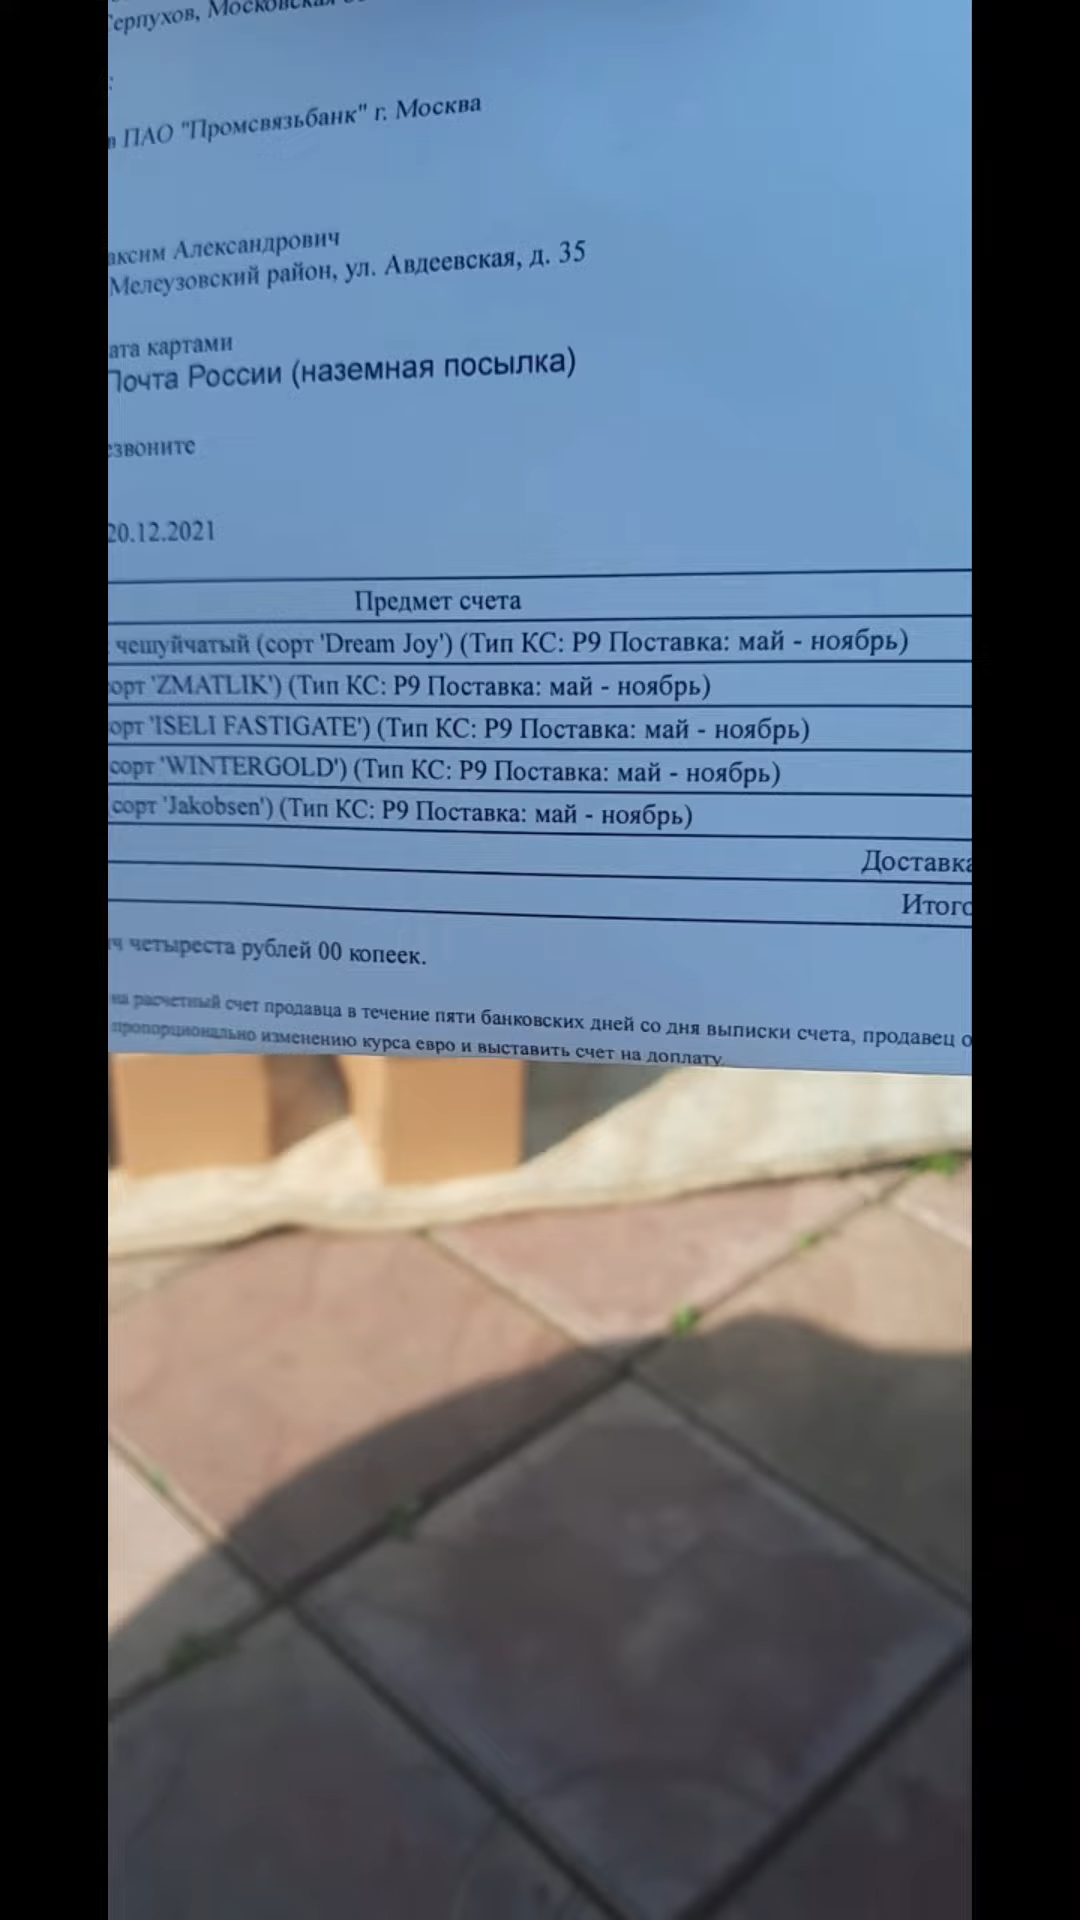 Серпухов, Московская
в ПАО "Промсвязьбанк" г. Москва
аксим Александрович
Мелеузовский район, ул. Авдеевская, д. 35
ата картами
Почта России (наземная посылка)
езвоните
20.12.2021
Предмет счета
чешуйчатый (сорт 'Dream Joy') (Тип КС: P9 Поставка: май - ноябрь)
орт 'ZMATLIK') (Тип КС: P9 Поставка: май - ноябрь)
орт 'ISELI FASTIGATE') (Тип КС: P9 Поставка: май - ноябрь)
сорт 'WINTERGOLD') (Тип КС: P9 Поставка: май - ноябрь)
сорт 'Jakobsen') (Тип КС: P9 Поставка: май - ноябрь)
Доставка
Итого
ч четыреста рублей 00 копеек.
на расчетный счет продавца в течение пяти банковских дней со дня выписки счета, продавец о
пропорционально изменению курса евро и выставить счет на доплату.